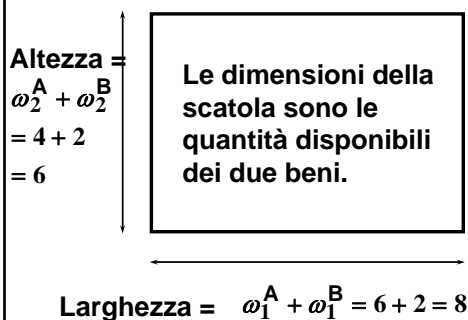 Altezza =
ω₂ᴬ + ω₂ᴮ
= 4 + 2
= 6
Le dimensioni della
scatola sono le
quantità disponibili
dei due beni.
Larghezza = ω₁ᴬ + ω₁ᴮ = 6 + 2 = 8